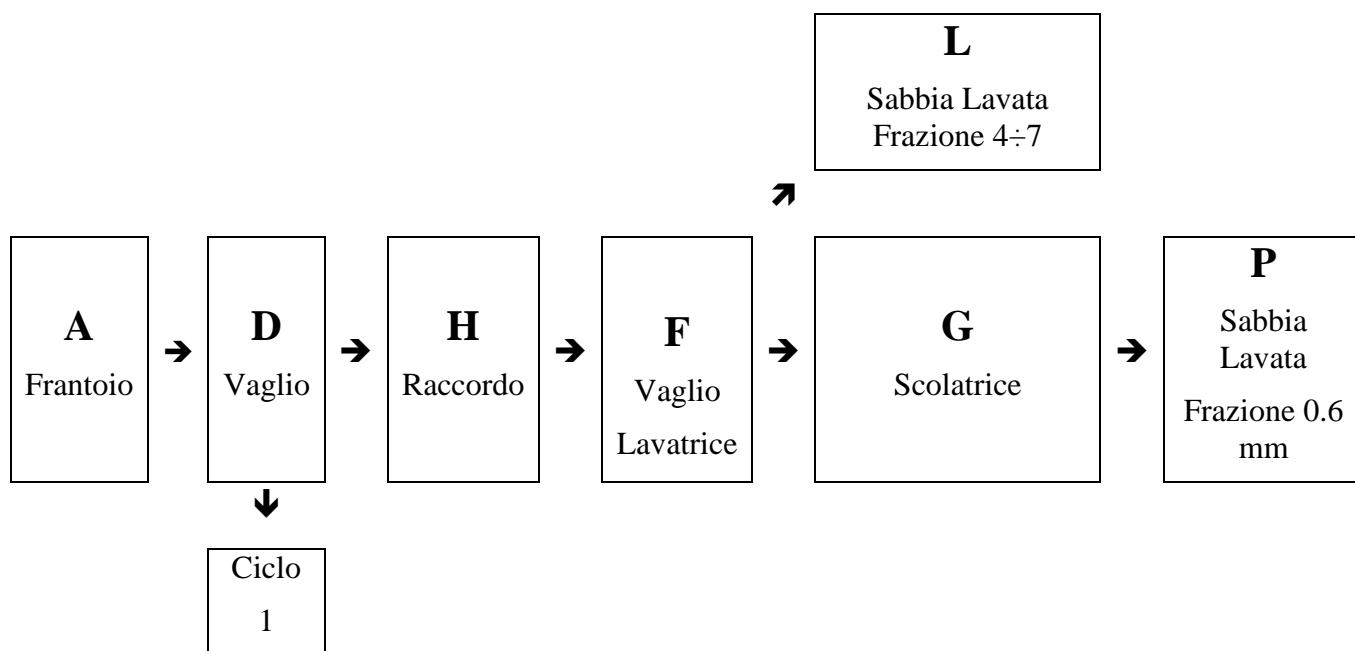 L
Sabbia Lavata
Frazione 4÷7
A
Frantoio
D
Vaglio
H
Raccordo
F
Vaglio
Lavatrice
G
Scolatrice
P
Sabbia
Lavata
Frazione 0.6
mm
Ciclo
1